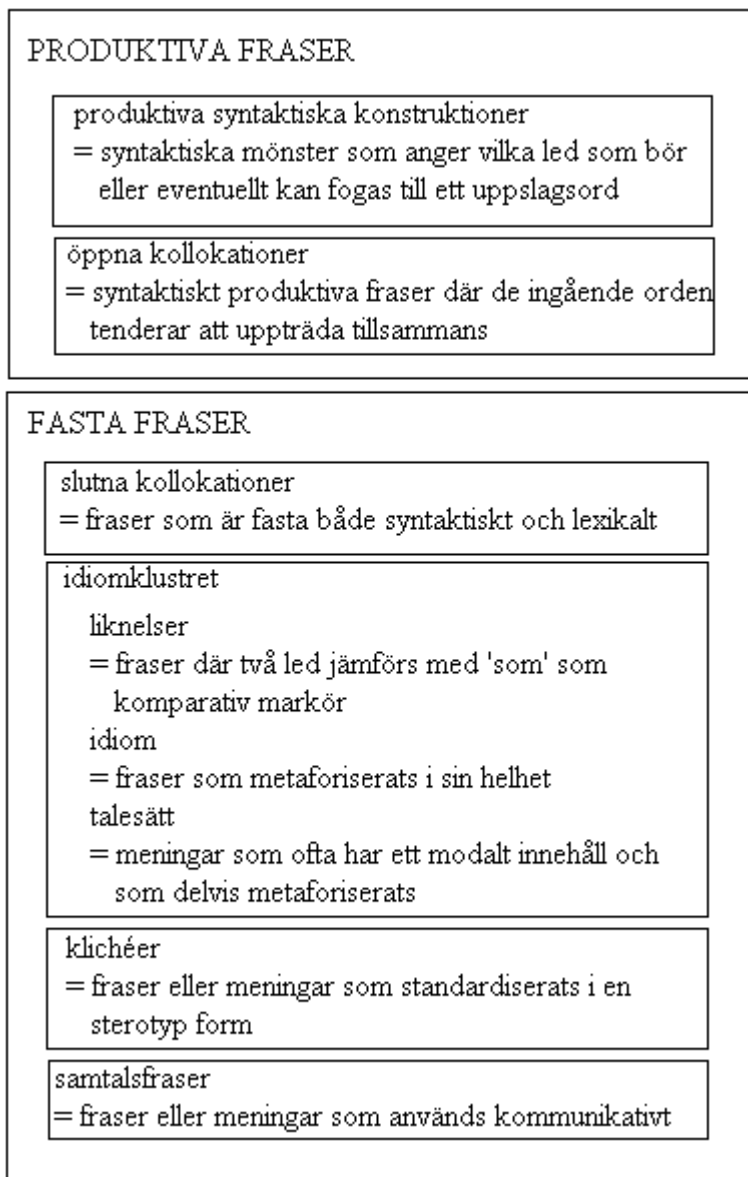 PRODUKTIVA FRASER
produktiva syntaktiska konstruktioner
= syntaktiska mönster som anger vilka led som bör
eller eventuellt kan fogas till ett uppslagsord
öppna kollokationer
= syntaktiskt produktiva fraser där de ingående orden
tenderar att uppträda tillsammans
FASTA FRASER
slutna kollokationer
= fraser som är fasta både syntaktiskt och lexikalt
idiomklustret
liknelser
= fraser där två led jämförs med 'som' som
komparativ markör
idiom
= fraser som metaforiserats i sin helhet
talesätt
= meningar som ofta har ett modalt innehåll och
som delvis metaforiserats
klichéer
= fraser eller meningar som standardiserats i en
sterotyp form
samtalsfraser
= fraser eller meningar som används kommunikativt